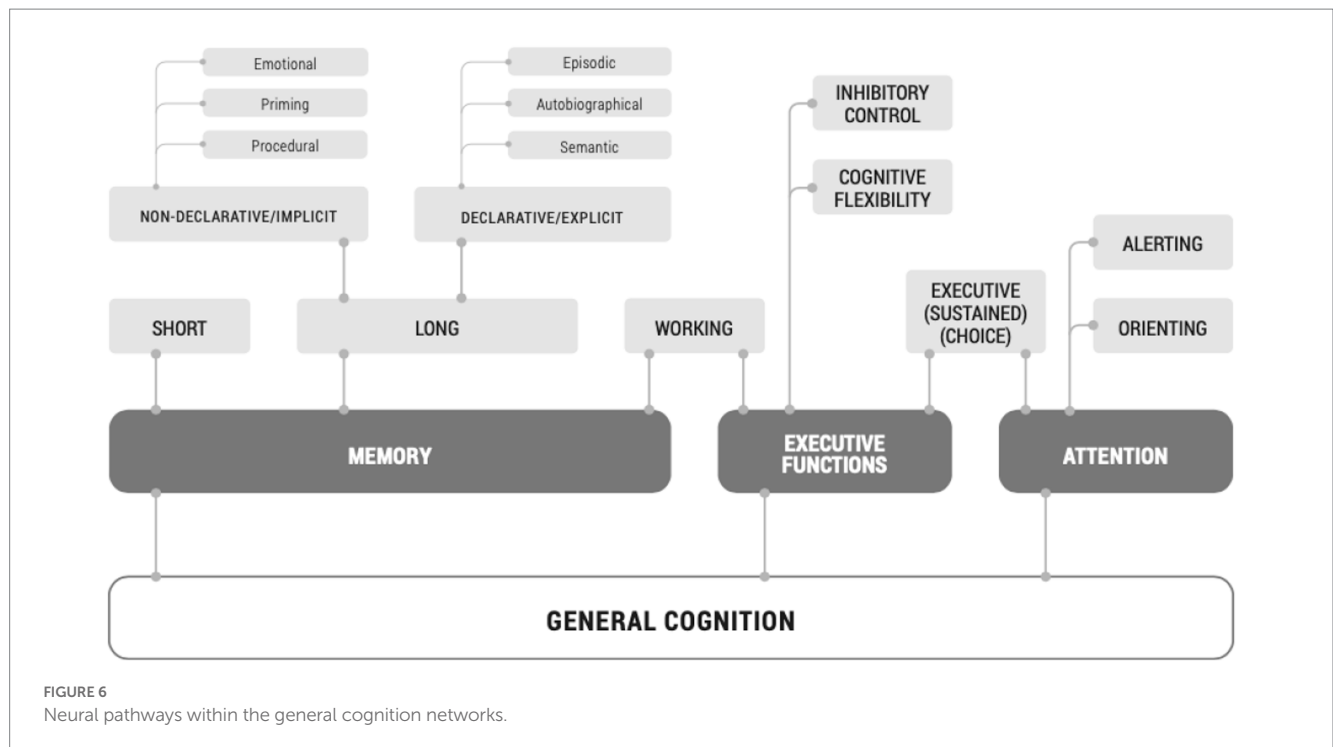 Emotional
Priming
Procedural
NON-DECLARATIVE/IMPLICIT
Episodic
Autobiographical
Semantic
DECLARATIVE/EXPLICIT
INHIBITORY
CONTROL
COGNITIVE
FLEXIBILITY
ALERTING
ORIENTING
EXECUTIVE
(SUSTAINED)
(CHOICE)
SHORT
LONG
WORKING
MEMORY
EXECUTIVE
FUNCTIONS
ATTENTION
GENERAL COGNITION
FIGURE 6
Neural pathways within the general cognition networks.